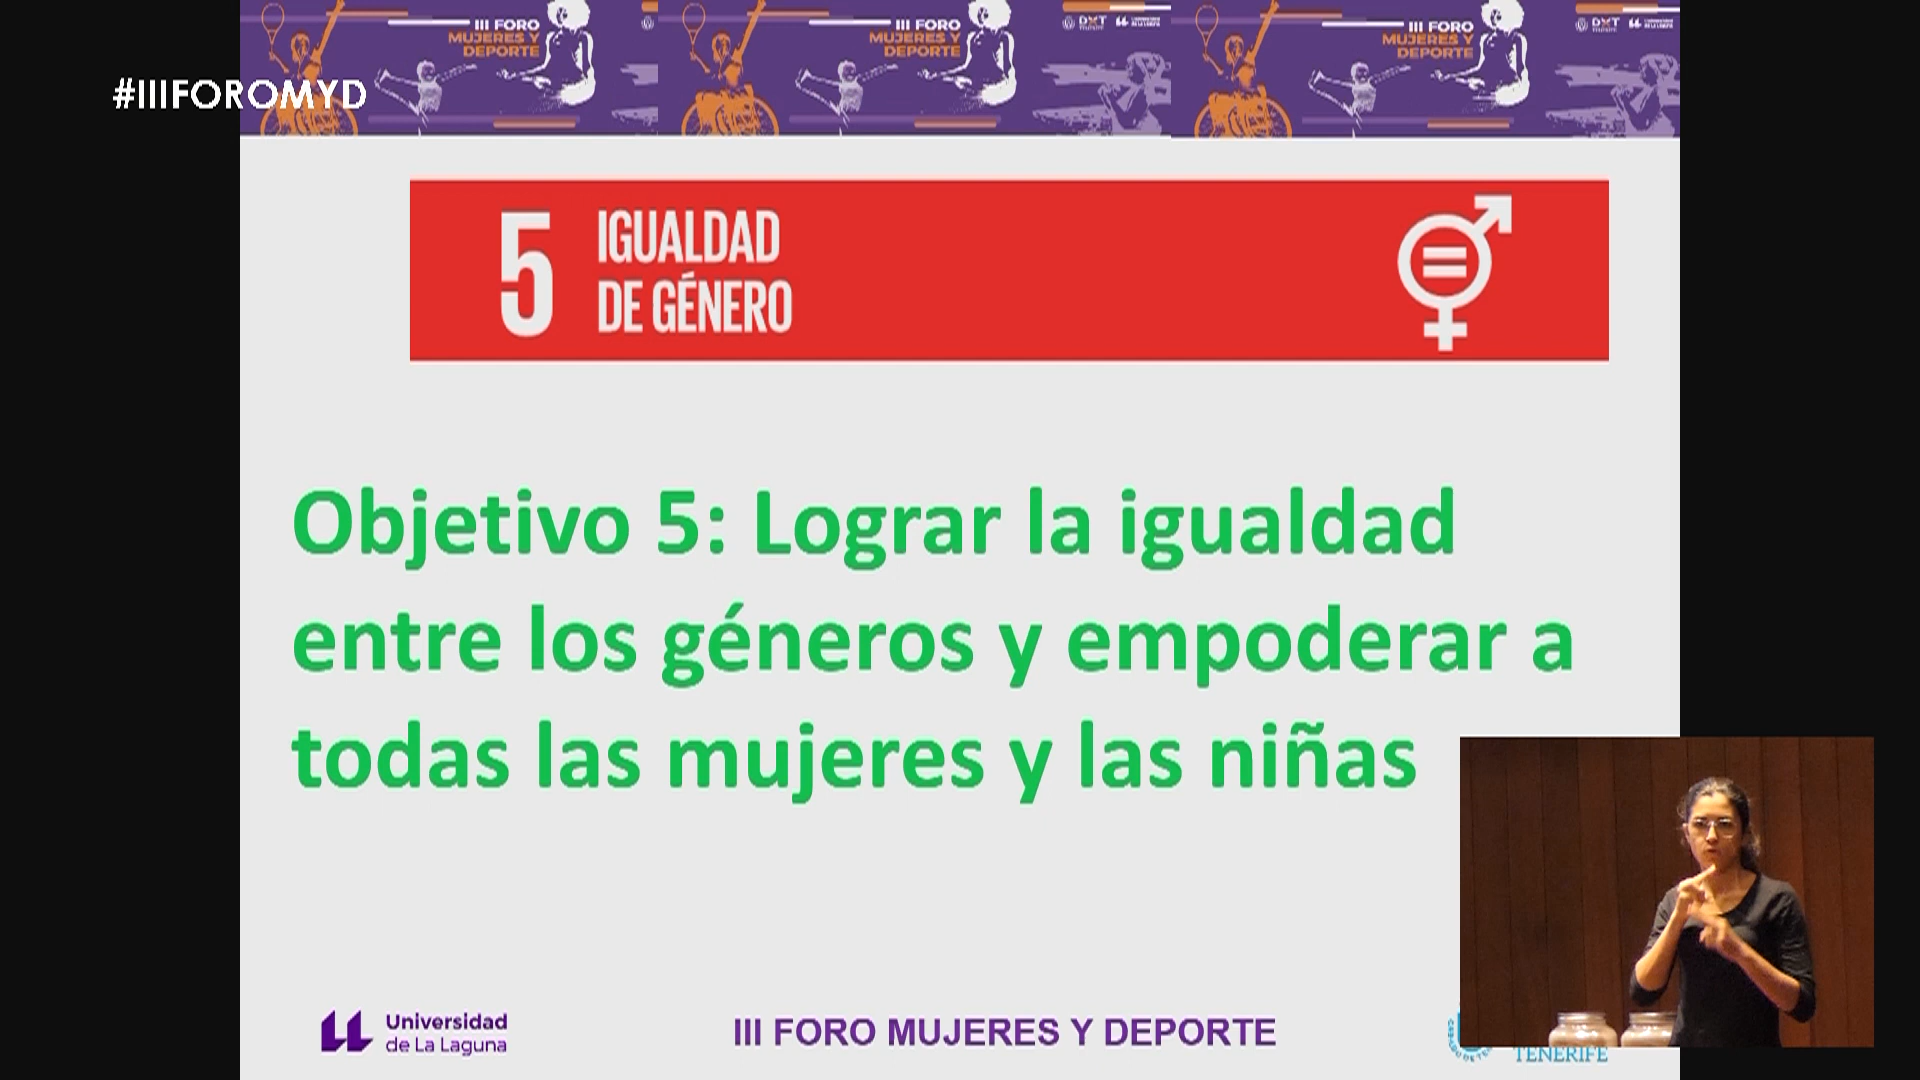 III FORO
MUJERES Y
DEPORTE
III FORO
MUJERES Y
DEPORTE
DXT
III FORO
MUJERES Y
DEPORTE
DXT
#IIIFOROMYD
5 IGUALDAD
DE GÉNERO
Objetivo 5: Lograr la igualdad
entre los géneros y empoderar a
todas las mujeres y las niñas
Universidad
de La Laguna
III FORO MUJERES Y DEPORTE
TENERIFE